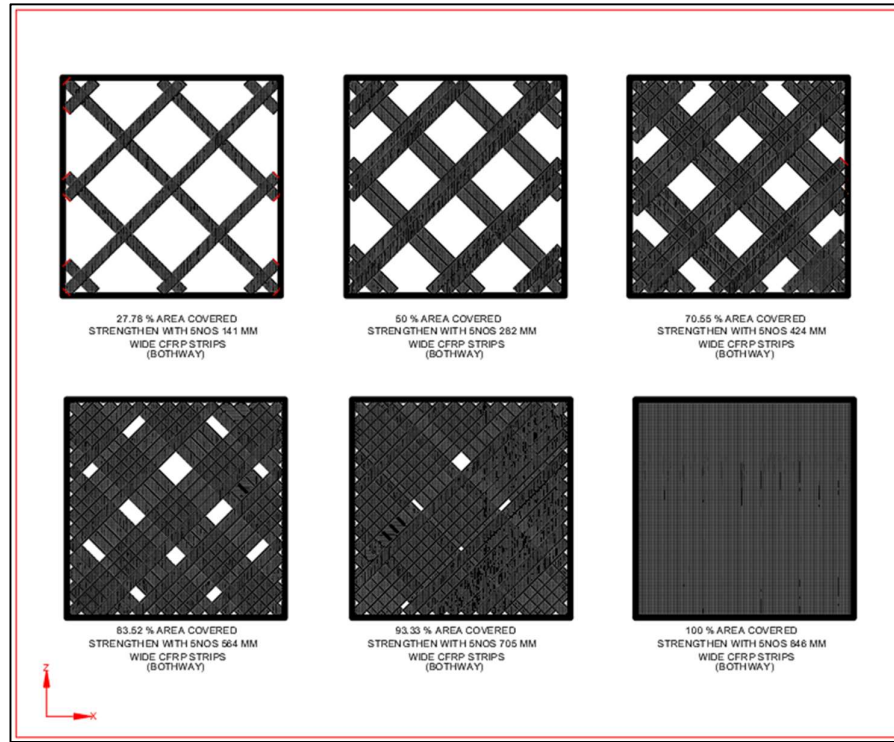 27.78 % AREA COVERED
STRENGTHEN WITH 5NOS 141 MM
WIDE CFRP STRIPS
(BOTHWAY)
50 % AREA COVERED
STRENGTHEN WITH 5NOS 282 MM
WIDE CFRP STRIPS
(BOTHWAY)
70.55 % AREA COVERED
STRENGTHEN WITH 5NOS 424 MM
WIDE CFRP STRIPS
(BOTHWAY)
83.52 % AREA COVERED
STRENGTHEN WITH 5NOS 564 MM
WIDE CFRP STRIPS
(BOTHWAY)
93.33 % AREA COVERED
STRENGTHEN WITH 5NOS 705 MM
WIDE CFRP STRIPS
(BOTHWAY)
100 % AREA COVERED
STRENGTHEN WITH 5NOS 846 MM
WIDE CFRP STRIPS
(BOTHWAY)
Z
X